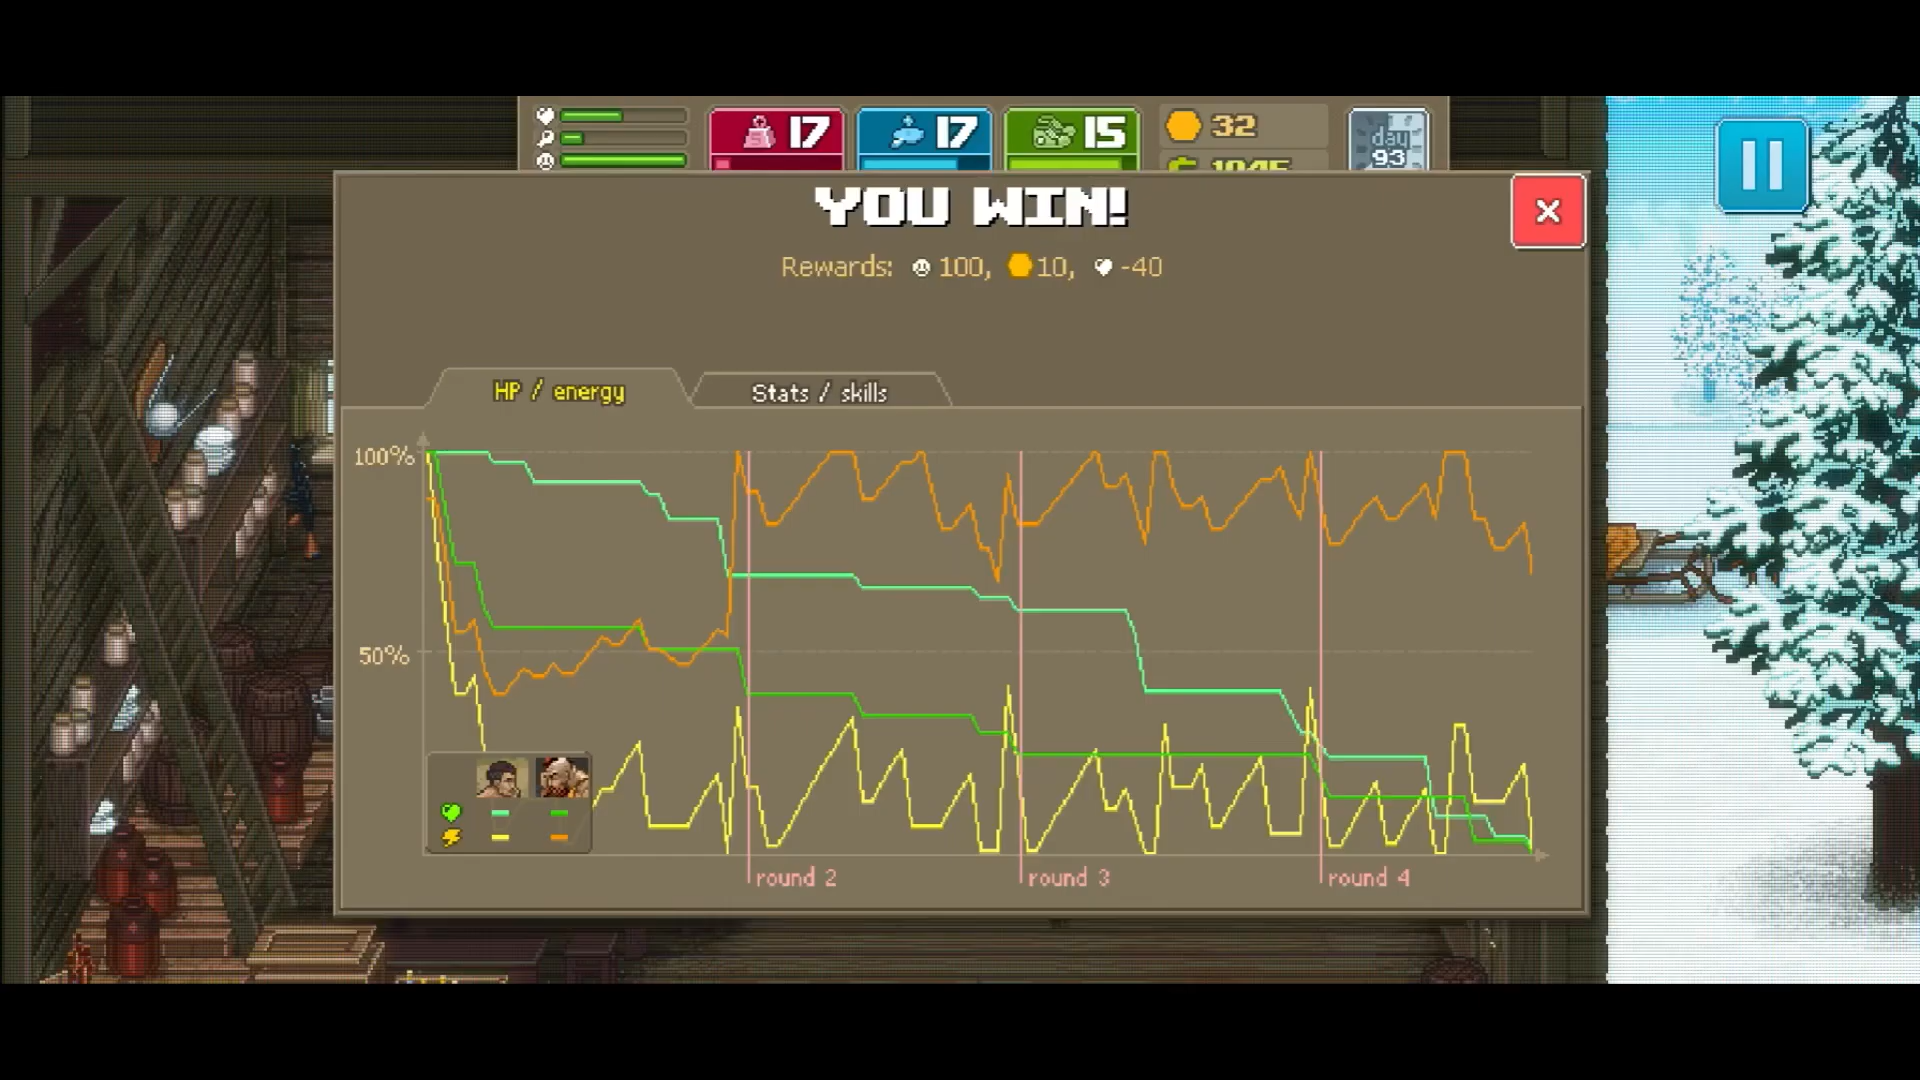 17
17
15
32
day
93
YOU WIN!
Rewards: 100, 10, -40
HP / energy
Stats / skills
100%
50%
round 2
round 3
round 4